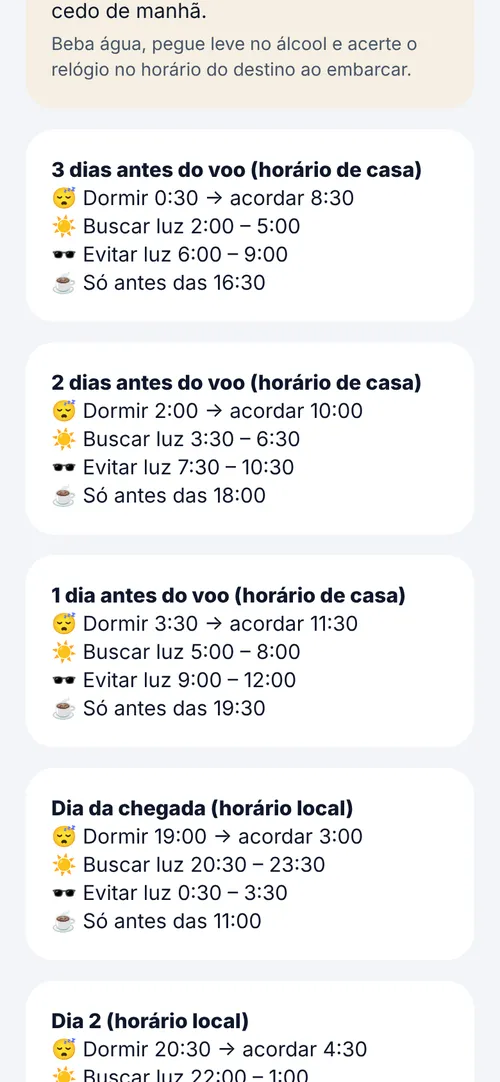 cedo de manhã.
Beba água, pegue leve no álcool e acerte o
relógio no horário do destino ao embarcar.
3 dias antes do voo (horário de casa)
😴 Dormir 0:30 → acordar 8:30
☀️ Buscar luz 2:00 – 5:00
🕶️ Evitar luz 6:00 – 9:00
☕ Só antes das 16:30
2 dias antes do voo (horário de casa)
😴 Dormir 2:00 → acordar 10:00
☀️ Buscar luz 3:30 – 6:30
🕶️ Evitar luz 7:30 – 10:30
☕ Só antes das 18:00
1 dia antes do voo (horário de casa)
😴 Dormir 3:30 → acordar 11:30
☀️ Buscar luz 5:00 – 8:00
🕶️ Evitar luz 9:00 – 12:00
☕ Só antes das 19:30
Dia da chegada (horário local)
😴 Dormir 19:00 → acordar 3:00
☀️ Buscar luz 20:30 – 23:30
🕶️ Evitar luz 0:30 – 3:30
☕ Só antes das 11:00
Dia 2 (horário local)
😴 Dormir 20:30 → acordar 4:30
☀️ Buscar luz 22:00 – 1:00